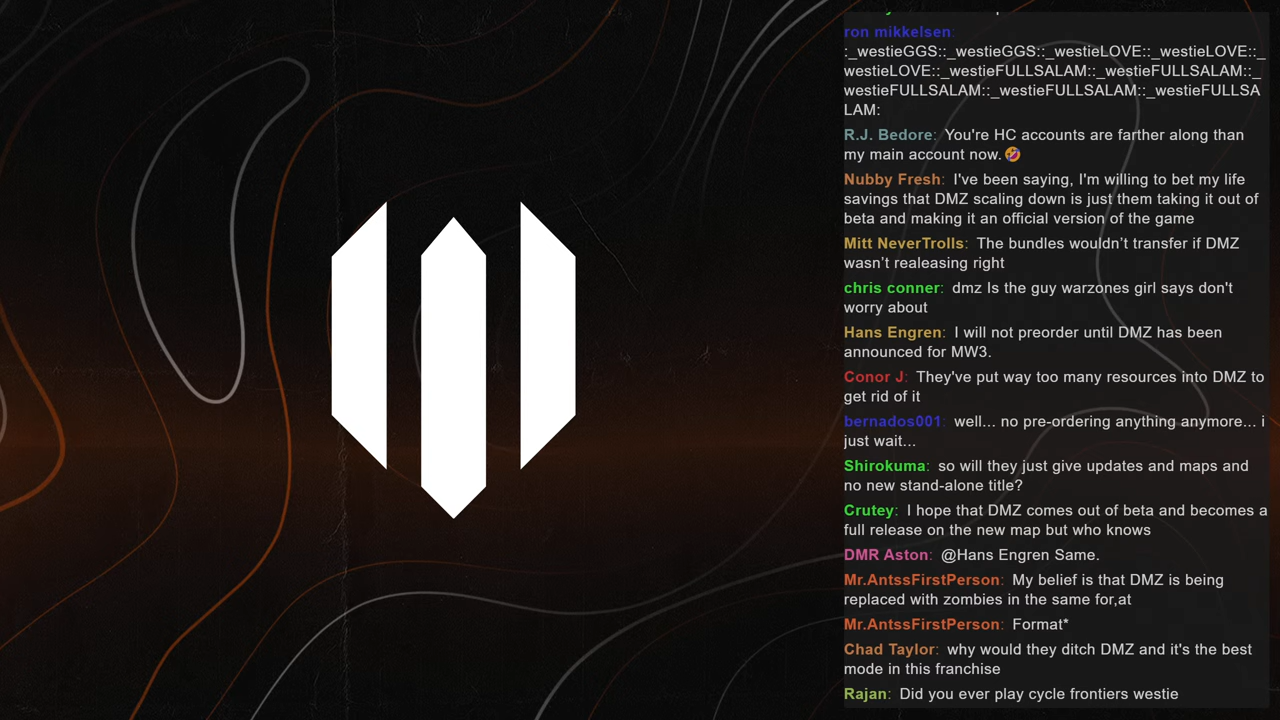 ron mikkelsen:
:_westieGGS::_westieGGS::_westieLOVE::_westieLOVE::_
westieLOVE::_westieFULLSALAM::_westieFULLSALAM::_
westieFULLSALAM::_westieFULLSALAM::_westieFULLSA
LAM:
R.J. Bedore: You're HC accounts are farther along than
my main account now.🤣
Nubby Fresh: I've been saying, I'm willing to bet my life
savings that DMZ scaling down is just them taking it out of
beta and making it an official version of the game
Mitt NeverTrolls: The bundles wouldn’t transfer if DMZ
wasn’t realeasing right
chris conner: dmz Is the guy warzones girl says don't
worry about
Hans Engren: I will not preorder until DMZ has been
announced for MW3.
Conor J: They've put way too many resources into DMZ to
get rid of it
bernados001: well... no pre-ordering anything anymore... i
just wait...
Shirokuma: so will they just give updates and maps and
no new stand-alone title?
Crutey: I hope that DMZ comes out of beta and becomes a
full release on the new map but who knows
DMR Aston: @Hans Engren Same.
Mr.AntssFirstPerson: My belief is that DMZ is being
replaced with zombies in the same for,at
Mr.AntssFirstPerson: Format*
Chad Taylor: why would they ditch DMZ and it's the best
mode in this franchise
Rajan: Did you ever play cycle frontiers westie